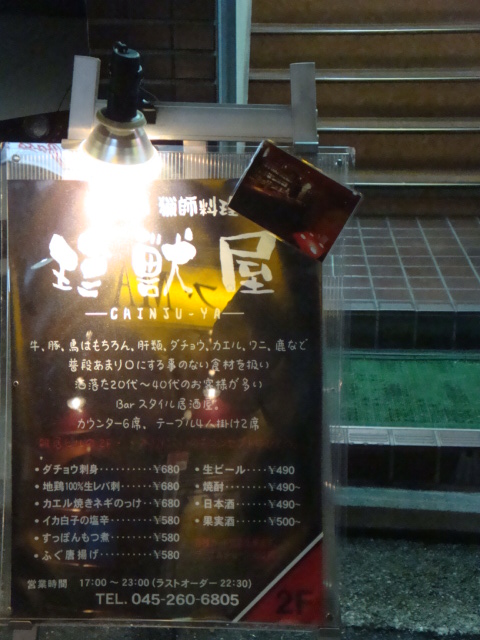 獵師料理
珍獣屋
CHINJU-YA
牛、豚、鳥はもちろん、肝類、ダチョウ、カエル、ワニ、鹿など
普段あまり口にする事のない食材を扱い
洒落た20代〜40代のお客様が多い
Barスタイル居酒屋。
カウンター6席、テーブル4人掛け2席
・ダチョウ刺身 ‥‥‥‥‥ ¥680
・地鶏100%生レバ刺 ‥‥ ¥680
・カエル焼きネギのっけ ‥ ¥680
・イカ白子の塩辛 ‥‥‥ ¥580
・すっぽんもつ煮 ‥‥‥ ¥580
・ふぐ唐揚げ ‥‥‥‥‥ ¥580
・生ビール ‥‥ ¥490
・焼酎 ‥‥‥‥ ¥490~
・日本酒 ‥‥‥ ¥490~
・果実酒 ‥‥‥ ¥500~
営業時間 17:00 〜 23:00 (ラストオーダー 22:30)
TEL. 045-260-6805
2F